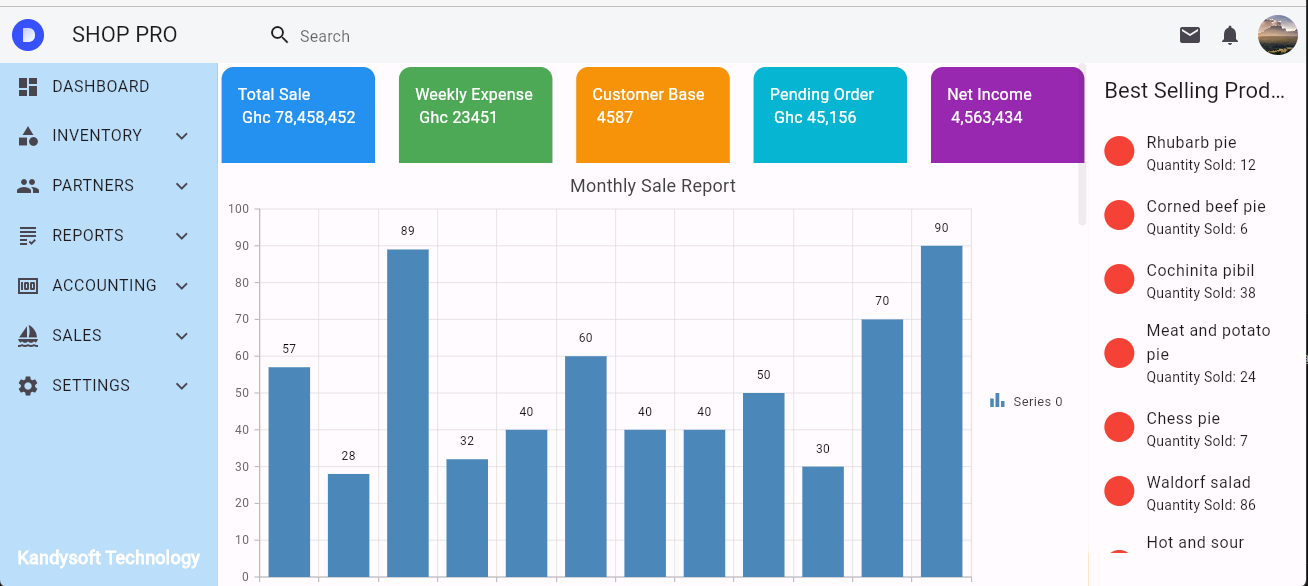 D
SHOP PRO
Search
DASHBOARD
INVENTORY
PARTNERS
REPORTS
ACCOUNTING
SALES
SETTINGS
Kandysoft Technology
Total Sale
Ghc 78,458,452
Weekly Expense
Ghc 23451
Customer Base
4587
Pending Order
Ghc 45,156
Net Income
4,563,434
Monthly Sale Report
100
90
80
70
60
50
40
30
20
10
0
57
28
89
32
40
60
40
40
50
30
70
90
Series 0
Best Selling Prod...
Rhubarb pie
Quantity Sold: 12
Corned beef pie
Quantity Sold: 6
Cochinita pibil
Quantity Sold: 38
Meat and potato
pie
Quantity Sold: 24
Chess pie
Quantity Sold: 7
Waldorf salad
Quantity Sold: 86
Hot and sour